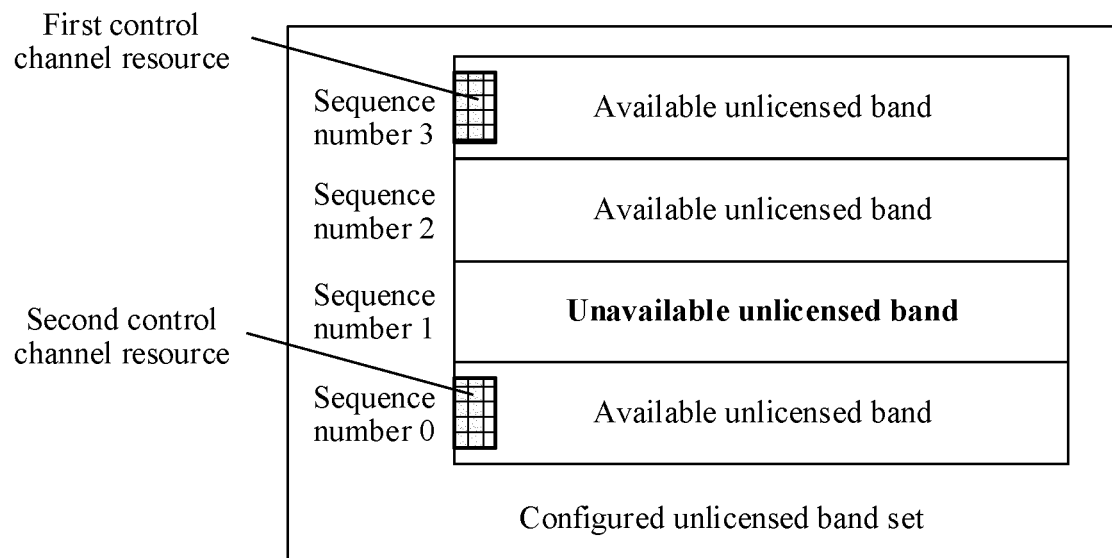 First control
channel resource
Sequence
number 3
Available unlicensed band
Sequence
number 2
Available unlicensed band
Sequence
number 1
Unavailable unlicensed band
Second control
channel resource
Sequence
number 0
Available unlicensed band
Configured unlicensed band set